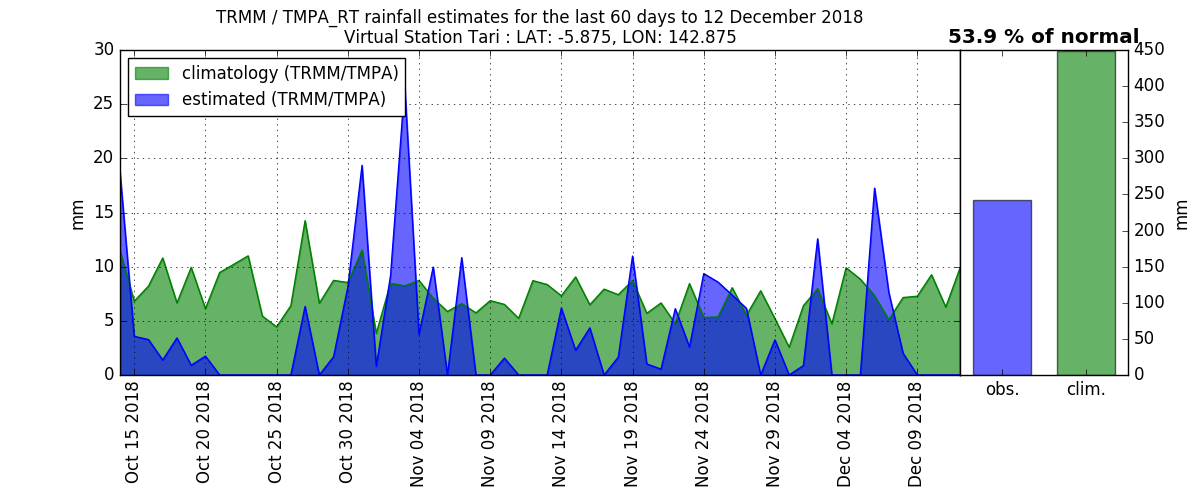 TRMM / TMPA_RT rainfall estimates for the last 60 days to 12 December 2018
Virtual Station Tari : LAT: -5.875, LON: 142.875
53.9 % of normal
climatology (TRMM/TMPA)
estimated (TRMM/TMPA)
30
25
20
15
10
5
0
mm
Oct 15 2018
Oct 20 2018
Oct 25 2018
Oct 30 2018
Nov 04 2018
Nov 09 2018
Nov 14 2018
Nov 19 2018
Nov 24 2018
Nov 29 2018
Dec 04 2018
Dec 09 2018
obs.
clim.
450
400
350
300
250
200
150
100
50
0
mm